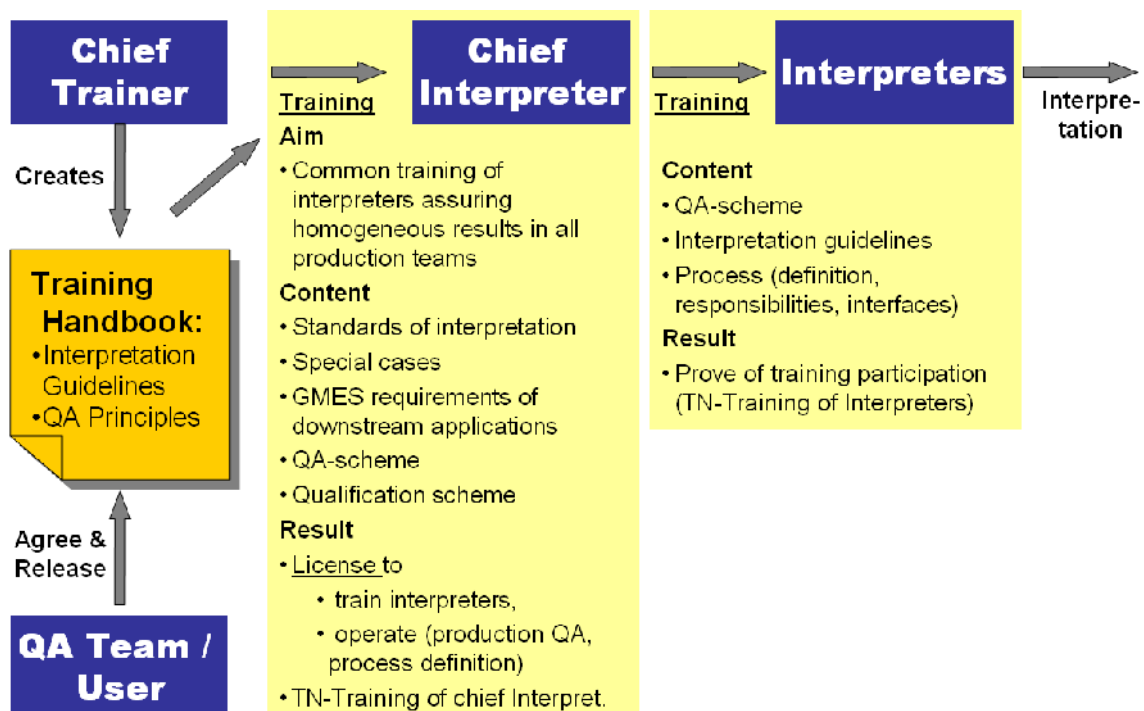 Chief
Trainer
Creates
Training
Handbook:
•Interpretation
Guidelines
•QA Principles
Agree &
Release
QA Team /
User
Training
Chief
Interpreter
Aim
• Common training of
interpreters assuring
homogeneous results in all
production teams
Content
• Standards of interpretation
• Special cases
• GMES requirements of
downstream applications
• QA-scheme
• Qualification scheme
Result
• License to
• train interpreters,
• operate (production QA,
process definition)
• TN-Training of chief Interpret.
Training
Interpreters
Content
• QA-scheme
• Interpretation guidelines
• Process (definition,
responsibilities, interfaces)
Result
• Prove of training participation
(TN-Training of Interpreters)
Interpre-
tation